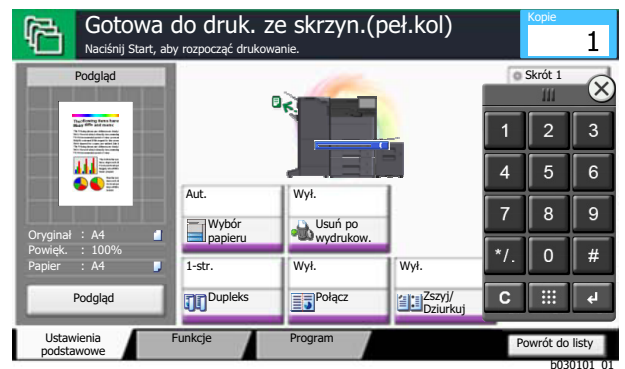 Gotowa do druk. ze skrzyn.(peł.kol)
Naciśnij Start, aby rozpocząć drukowanie.
Kopie
1
Podgląd
Oryginał : A4
Powięk. : 100%
Papier : A4
Podgląd
Aut.
Wybór
papieru
Wył.
Usuń po
wydrukow.
1-str.
Dupleks
Wył.
Połącz
Wył.
Zszyj/
Dziurkuj
Skrót 1
1 2 3
4 5 6
7 8 9
*/. 0 #
C
Ustawienia
podstawowe
Funkcje
Program
Powrót do listy
b030101_01